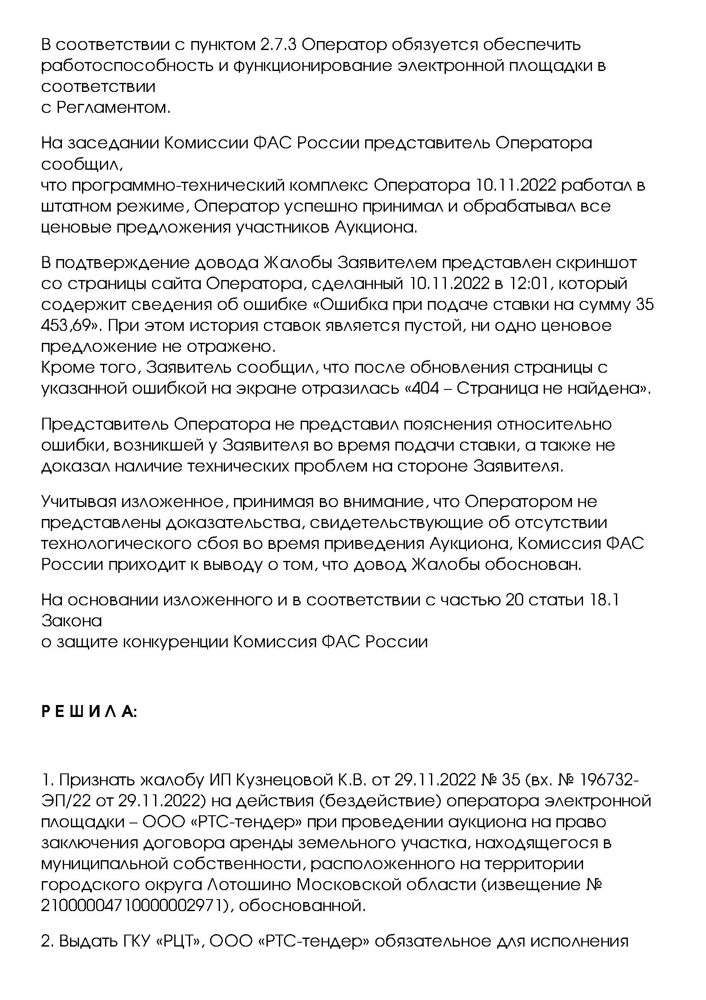 В соответствии с пунктом 2.7.3 Оператор обязуется обеспечить
работоспособность и функционирование электронной площадки в
соответствии
с Регламентом.
На заседании Комиссии ФАС России представитель Оператора
сообщил,
что программно-технический комплекс Оператора 10.11.2022 работал в
штатном режиме, Оператор успешно принимал и обрабатывал все
ценовые предложения участников Аукциона.
В подтверждение довода Жалобы Заявителем представлен скриншот
со страницы сайта Оператора, сделанный 10.11.2022 в 12:01, который
содержит сведения об ошибке «Ошибка при подаче ставки на сумму 35
453,69». При этом история ставок является пустой, ни одно ценовое
предложение не отражено.
Кроме того, Заявитель сообщил, что после обновления страницы с
указанной ошибкой на экране отразилась «404 – Страница не найдена».
Представитель Оператора не представил пояснения относительно
ошибки, возникшей у Заявителя во время подачи ставки, а также не
доказал наличие технических проблем на стороне Заявителя.
Учитывая изложенное, принимая во внимание, что Оператором не
представлены доказательства, свидетельствующие об отсутствии
технологического сбоя во время приведения Аукциона, Комиссия ФАС
России приходит к выводу о том, что довод Жалобы обоснован.
На основании изложенного и в соответствии с частью 20 статьи 18.1
Закона
о защите конкуренции Комиссия ФАС России
Р Е Ш И Л А:
1. Признать жалобу ИП Кузнецовой К.В. от 29.11.2022 № 35 (вх. № 196732-
ЭП/22 от 29.11.2022) на действия (бездействие) оператора электронной
площадки – ООО «РТС-тендер» при проведении аукциона на право
заключения договора аренды земельного участка, находящегося в
муниципальной собственности, расположенного на территории
городского округа Лотошино Московской области (извещение №
21000004710000002971), обоснованной.
2. Выдать ГКУ «РЦТ», ООО «РТС-тендер» обязательное для исполнения